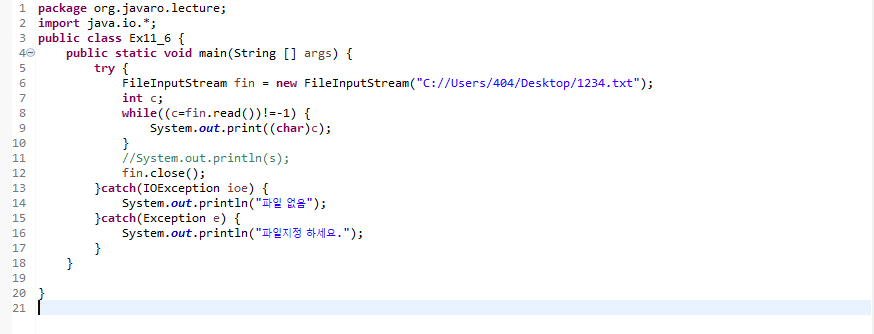 1 package org.javaro.lecture;
2 import java.io.*;
3 public class Ex11_6 {
4 public static void main(String [] args) {
5 try {
6 FileInputStream fin = new FileInputStream("C://Users/404/Desktop/1234.txt");
7 int c;
8 while((c=fin.read())!=-1) {
9 System.out.print((char)c);
10 }
11 //System.out.println(s);
12 fin.close();
13 }catch(IOException ioe) {
14 System.out.println("파일 없음");
15 }catch(Exception e) {
16 System.out.println("파일지정 하세요.");
17 }
18 }
19
20 }
21